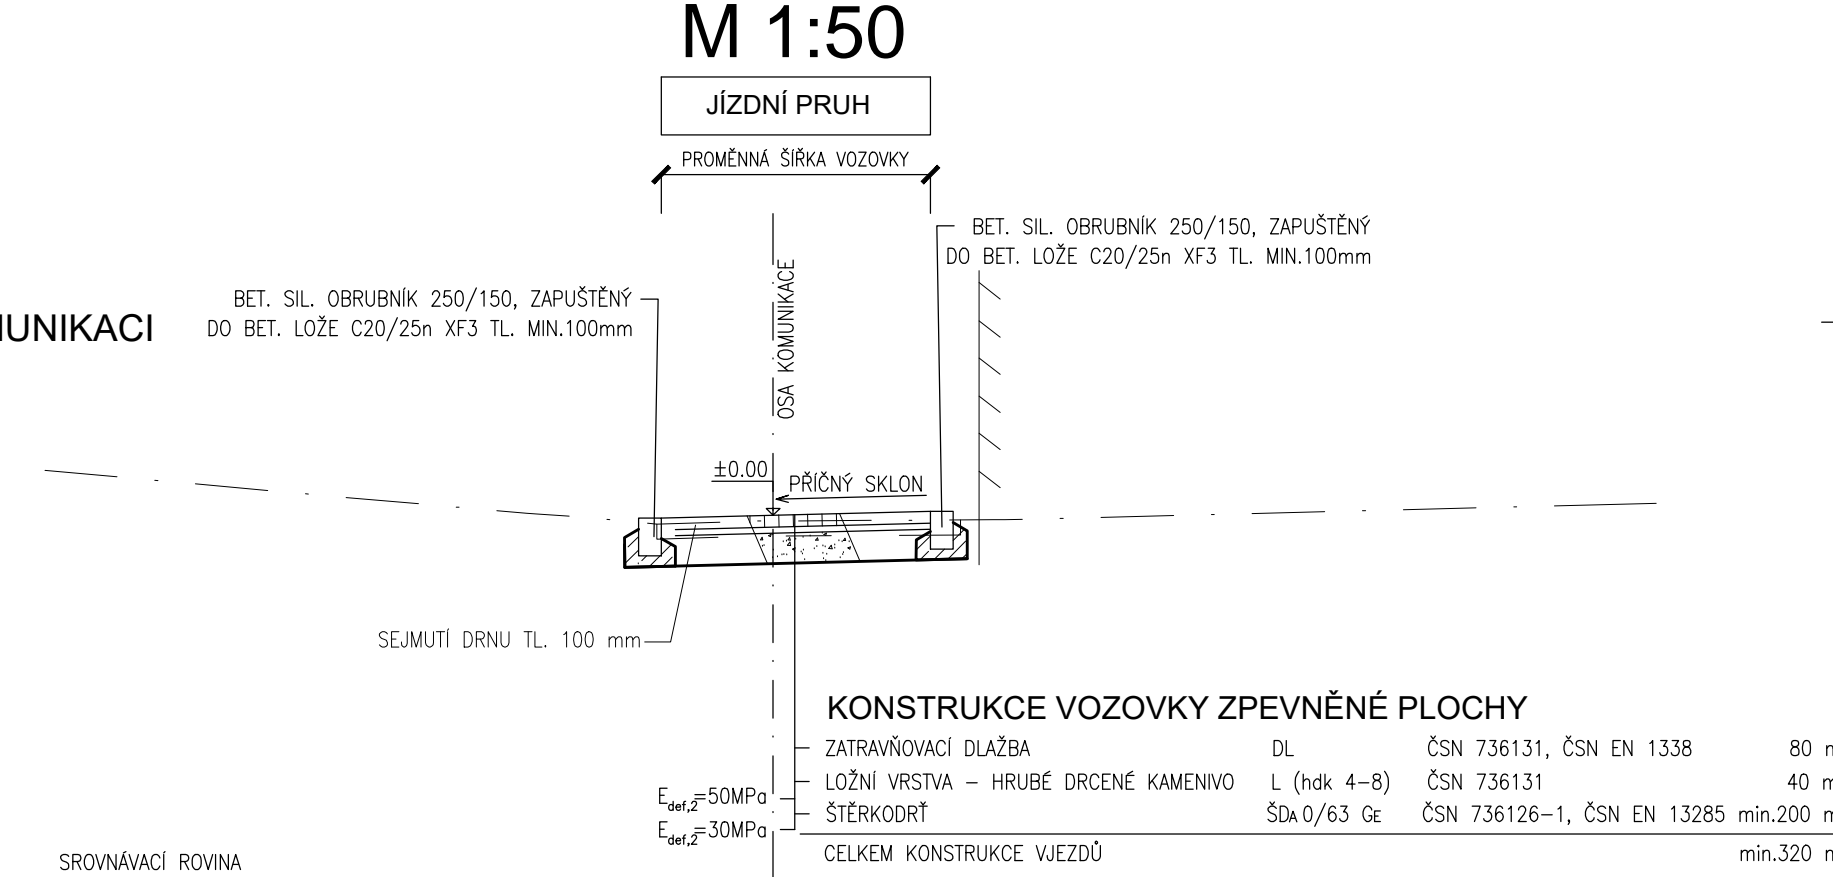 M 1:50
JÍZDNÍ PRUH
PROMĚNNÁ ŠÍŘKA VOZOVKY
BET. SIL. OBRUBNÍK 250/150, ZAPUŠTĚNÝ
DO BET. LOŽE C20/25n XF3 TL. MIN.100mm
OSA KOMUNIKACE
BET. SIL. OBRUBNÍK 250/150, ZAPUŠTĚNÝ
DO BET. LOŽE C20/25n XF3 TL. MIN.100mm
MUNIKACI
±0.00
PŘÍČNÝ SKLON
SEJMUTÍ DRNU TL. 100 mm
KONSTRUKCE VOZOVKY ZPEVNĚNÉ PLOCHY
ZATRAVŇOVACÍ DLAŽBA DL ČSN 736131, ČSN EN 1338 80
LOŽNÍ VRSTVA – HRUBÉ DRCENÉ KAMENIVO L (hdk 4–8) ČSN 736131 40
Edef,2=50MPa
ŠTĚRKODRŤ ŠDA 0/63 GE ČSN 736126–1, ČSN EN 13285 min.200
Edef,2=30MPa
CELKEM KONSTRUKCE VJEZDŮ min.320
SROVNÁVACÍ ROVINA